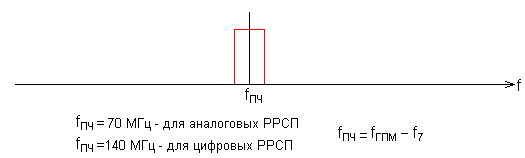 f
fПЧ
fПЧ = 70 МГц - для аналоговых РРСП
fПЧ =140 МГц - для цифровых РРСП
fПЧ = fГПМ – f7